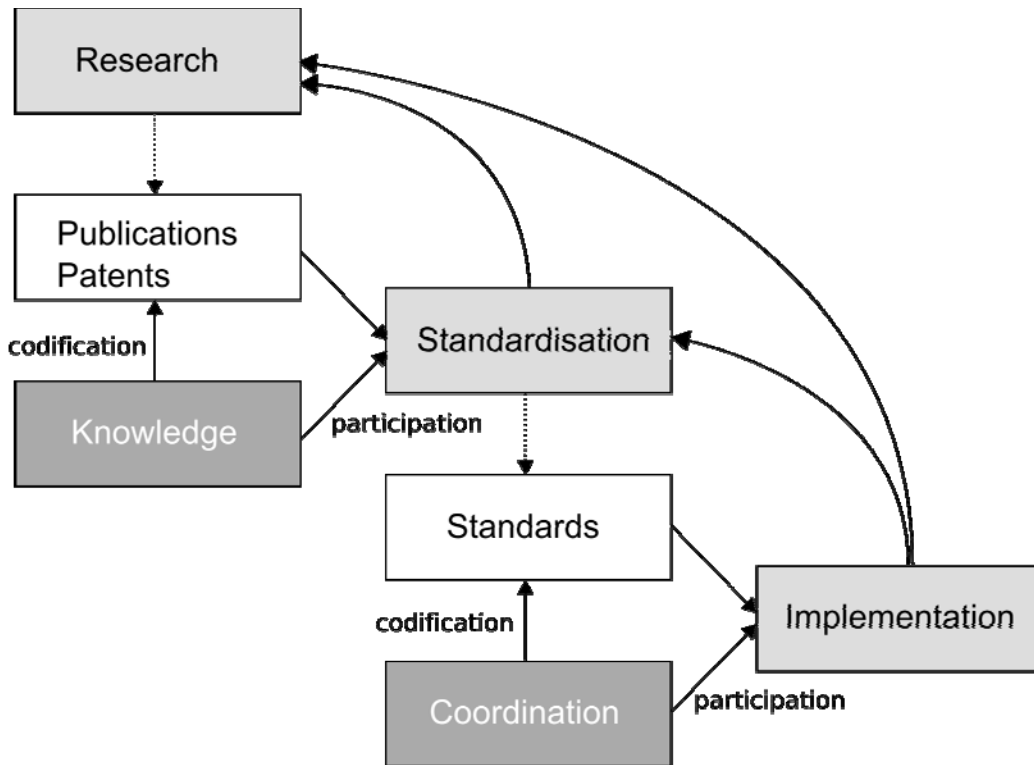 Research
Publications
Patents
codification
Standardisation
Knowledge
participation
Standards
codification
Implementation
Coordination
participation